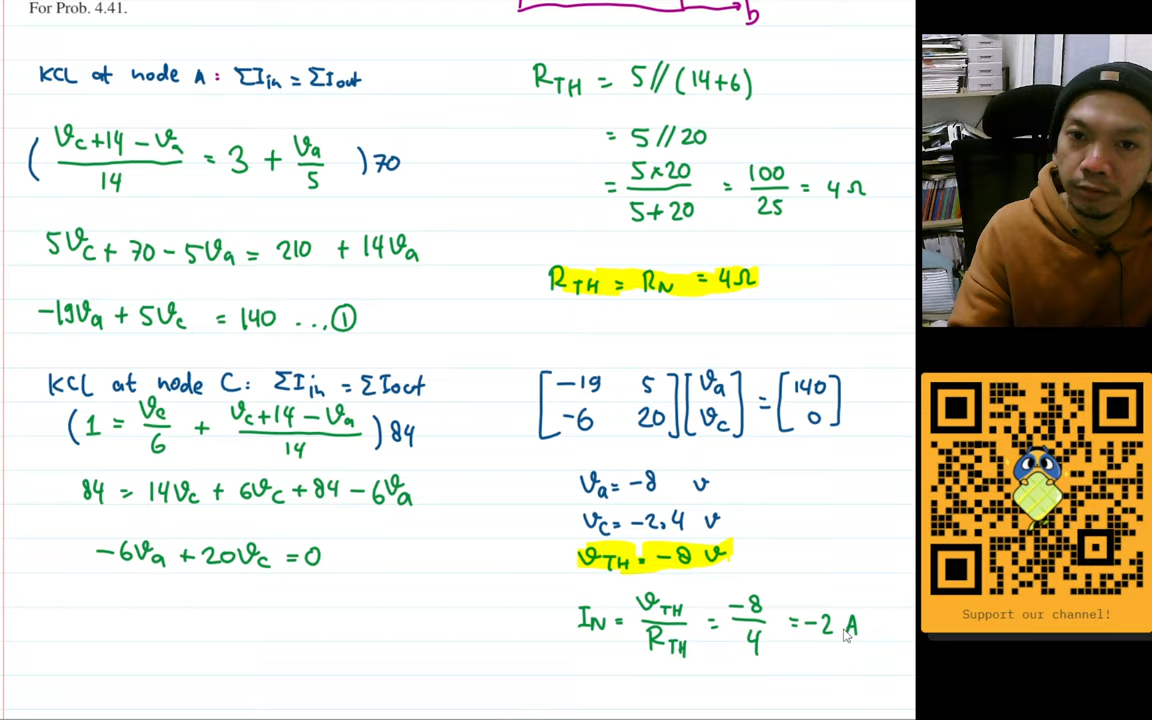 For Prob. 4.41.
b
KCL at node A: ΣIin = ΣIout
( (Vc+14 − Va)/14 = 3 + Va/5 ) 70
5Vc + 70 − 5Va = 210 + 14Va
−19Va + 5Vc = 140 ...①
KCL at node C: ΣIin = ΣIout
( 1 = Vc/6 + (Vc+14 − Va)/14 ) 84
84 = 14Vc + 6Vc + 84 − 6Va
−6Va + 20Vc = 0
RTH = 5//(14+6)
= 5//20
= (5×20)/(5+20) = 100/25 = 4Ω
RTH = RN = 4Ω
[−19 5; −6 20][Va; Vc] = [140; 0]
Va = −8 V
Vc = −2,4 V
VTH = −8 V
IN = VTH/RTH = −8/4 = −2 A
Support our channel!